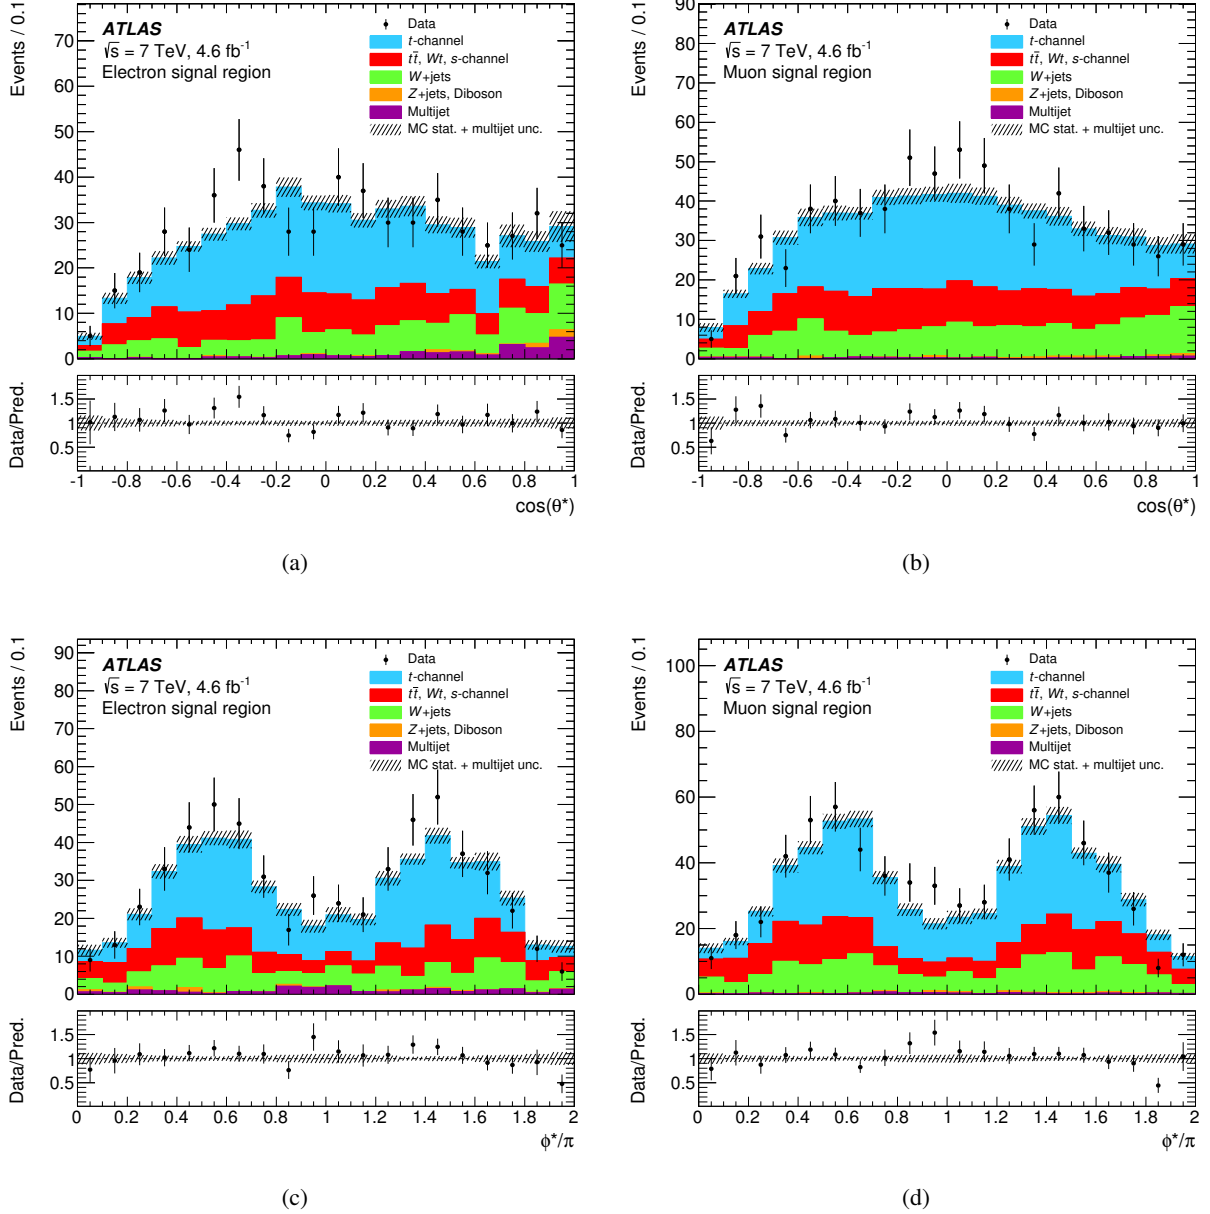 Events / 0.1
ATLAS
√s = 7 TeV, 4.6 fb⁻¹
Electron signal region
Data
t-channel
tt̅, Wt, s-channel
W+jets
Z+jets, Diboson
Multijet
MC stat. + multijet unc.
70
60
50
40
30
20
10
0
Data/Pred.
1.5
1
0.5
-1 -0.8 -0.6 -0.4 -0.2 0 0.2 0.4 0.6 0.8 1
cos(θ*)
(a)
Events / 0.1
ATLAS
√s = 7 TeV, 4.6 fb⁻¹
Muon signal region
Data
t-channel
tt̅, Wt, s-channel
W+jets
Z+jets, Diboson
Multijet
MC stat. + multijet unc.
90
80
70
60
50
40
30
20
10
0
Data/Pred.
1.5
1
0.5
-1 -0.8 -0.6 -0.4 -0.2 0 0.2 0.4 0.6 0.8 1
cos(θ*)
(b)
Events / 0.1
ATLAS
√s = 7 TeV, 4.6 fb⁻¹
Electron signal region
Data
t-channel
tt̅, Wt, s-channel
W+jets
Z+jets, Diboson
Multijet
MC stat. + multijet unc.
90
80
70
60
50
40
30
20
10
0
Data/Pred.
1.5
1
0.5
0 0.2 0.4 0.6 0.8 1 1.2 1.4 1.6 1.8 2
ϕ*/π
(c)
Events / 0.1
ATLAS
√s = 7 TeV, 4.6 fb⁻¹
Muon signal region
Data
t-channel
tt̅, Wt, s-channel
W+jets
Z+jets, Diboson
Multijet
MC stat. + multijet unc.
100
80
60
40
20
0
Data/Pred.
1.5
1
0.5
0 0.2 0.4 0.6 0.8 1 1.2 1.4 1.6 1.8 2
ϕ*/π
(d)